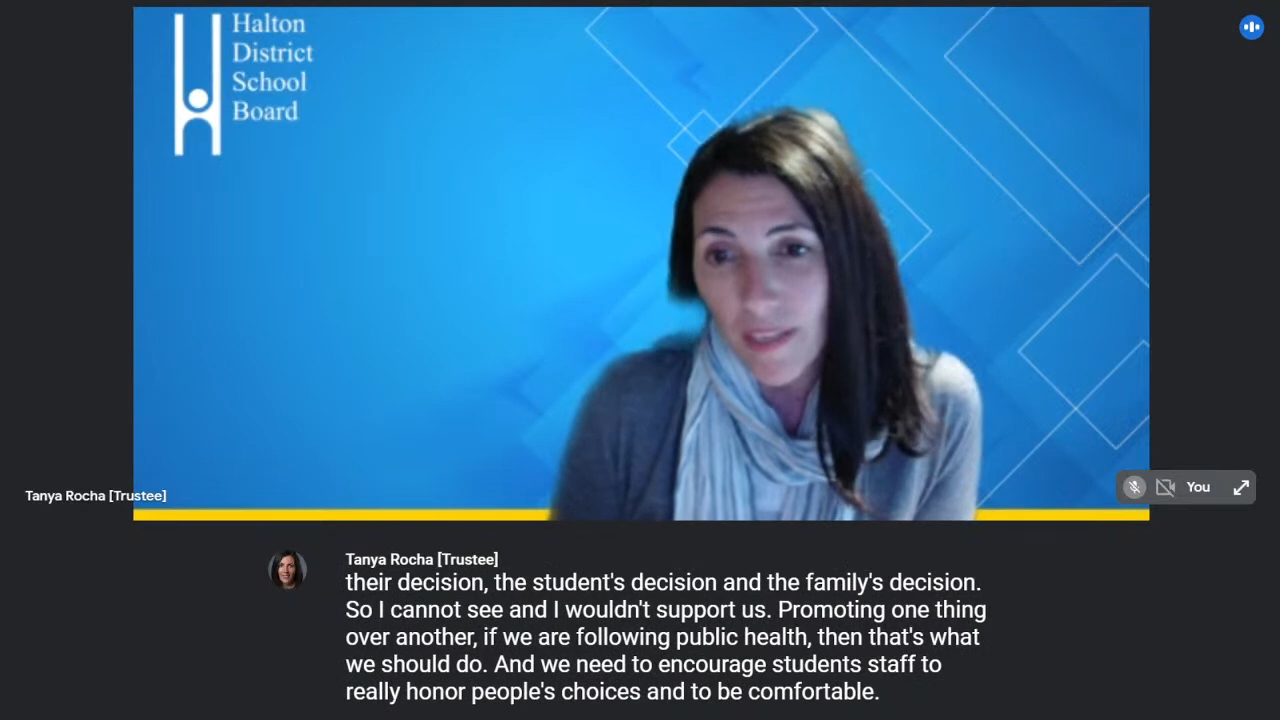 Halton
District
School
Board
Tanya Rocha [Trustee]
You
Tanya Rocha [Trustee]
their decision, the student's decision and the family's decision.
So I cannot see and I wouldn't support us. Promoting one thing
over another, if we are following public health, then that's what
we should do. And we need to encourage students staff to
really honor people's choices and to be comfortable.